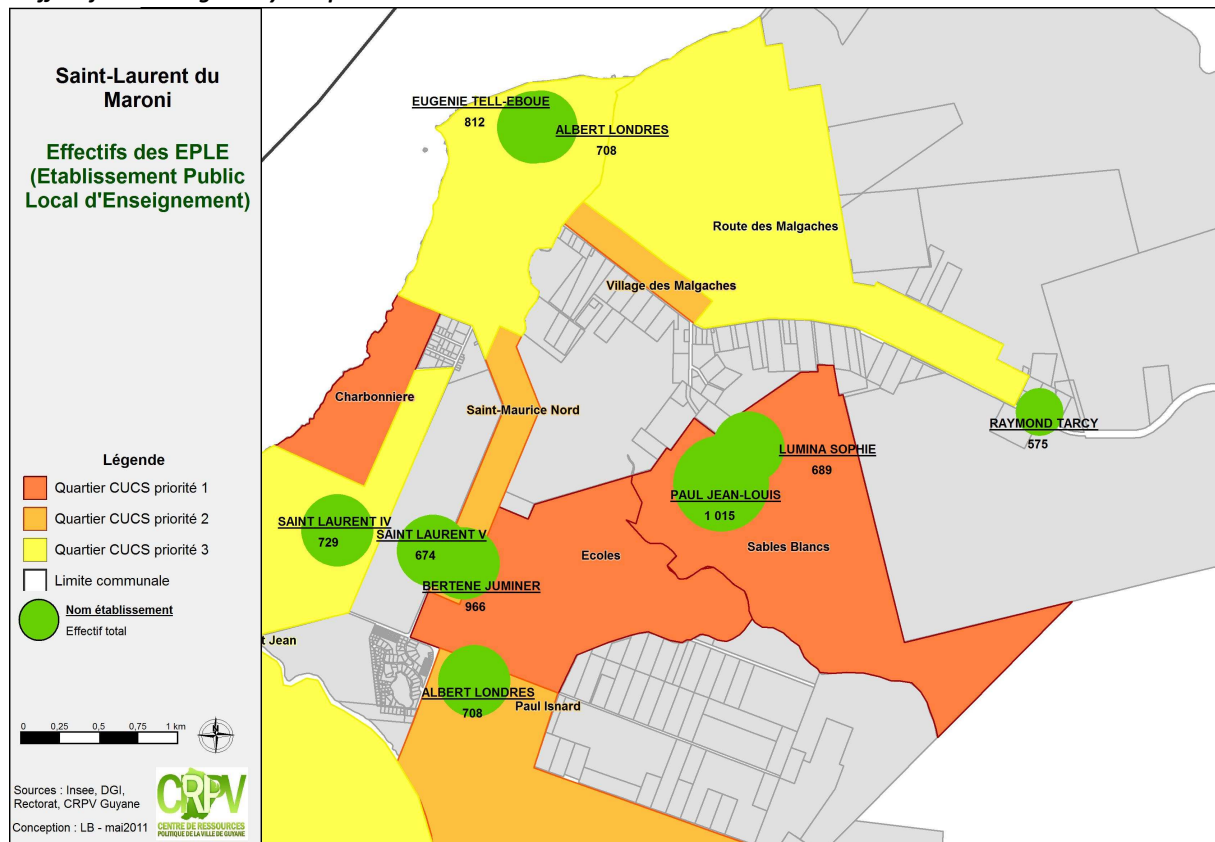 Saint-Laurent du
Maroni
Effectifs des EPLE
(Etablissement Public
Local d'Enseignement)
Légende
Quartier CUCS priorité 1
Quartier CUCS priorité 2
Quartier CUCS priorité 3
Limite communale
Nom établissement
Effectif total
0 0,25 0,5 0,75 1 km
N
Sources : Insee, DGI,
Rectorat, CRPV Guyane
Conception : LB - mai2011
CRPV
CENTRE DE RESSOURCES
POLITIQUE DE LA VILLE DE GUYANE
EUGENIE TELL-EBOUE
812
ALBERT LONDRES
708
Route des Malgaches
Village des Malgaches
Charbonniere
Saint-Maurice Nord
RAYMOND TARCY
575
LUMINA SOPHIE
689
PAUL JEAN-LOUIS
1 015
SAINT LAURENT IV
729
SAINT LAURENT V
674
Ecoles
Sables Blancs
BERTENE JUMINER
966
t Jean
ALBERT LONDRES
708
Paul Isnard